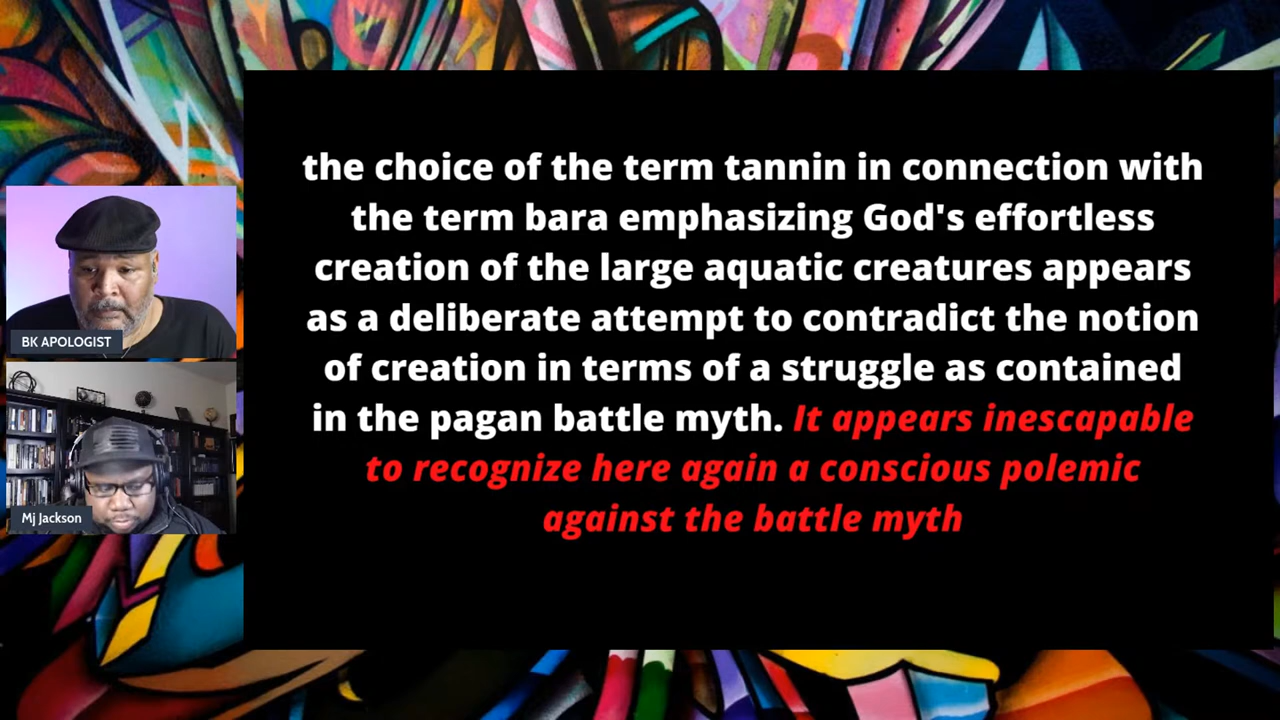 the choice of the term tannin in connection with
the term bara emphasizing God's effortless
creation of the large aquatic creatures appears
as a deliberate attempt to contradict the notion
of creation in terms of a struggle as contained
in the pagan battle myth. It appears inescapable
to recognize here again a conscious polemic
against the battle myth
BK APOLOGIST
Mj Jackson